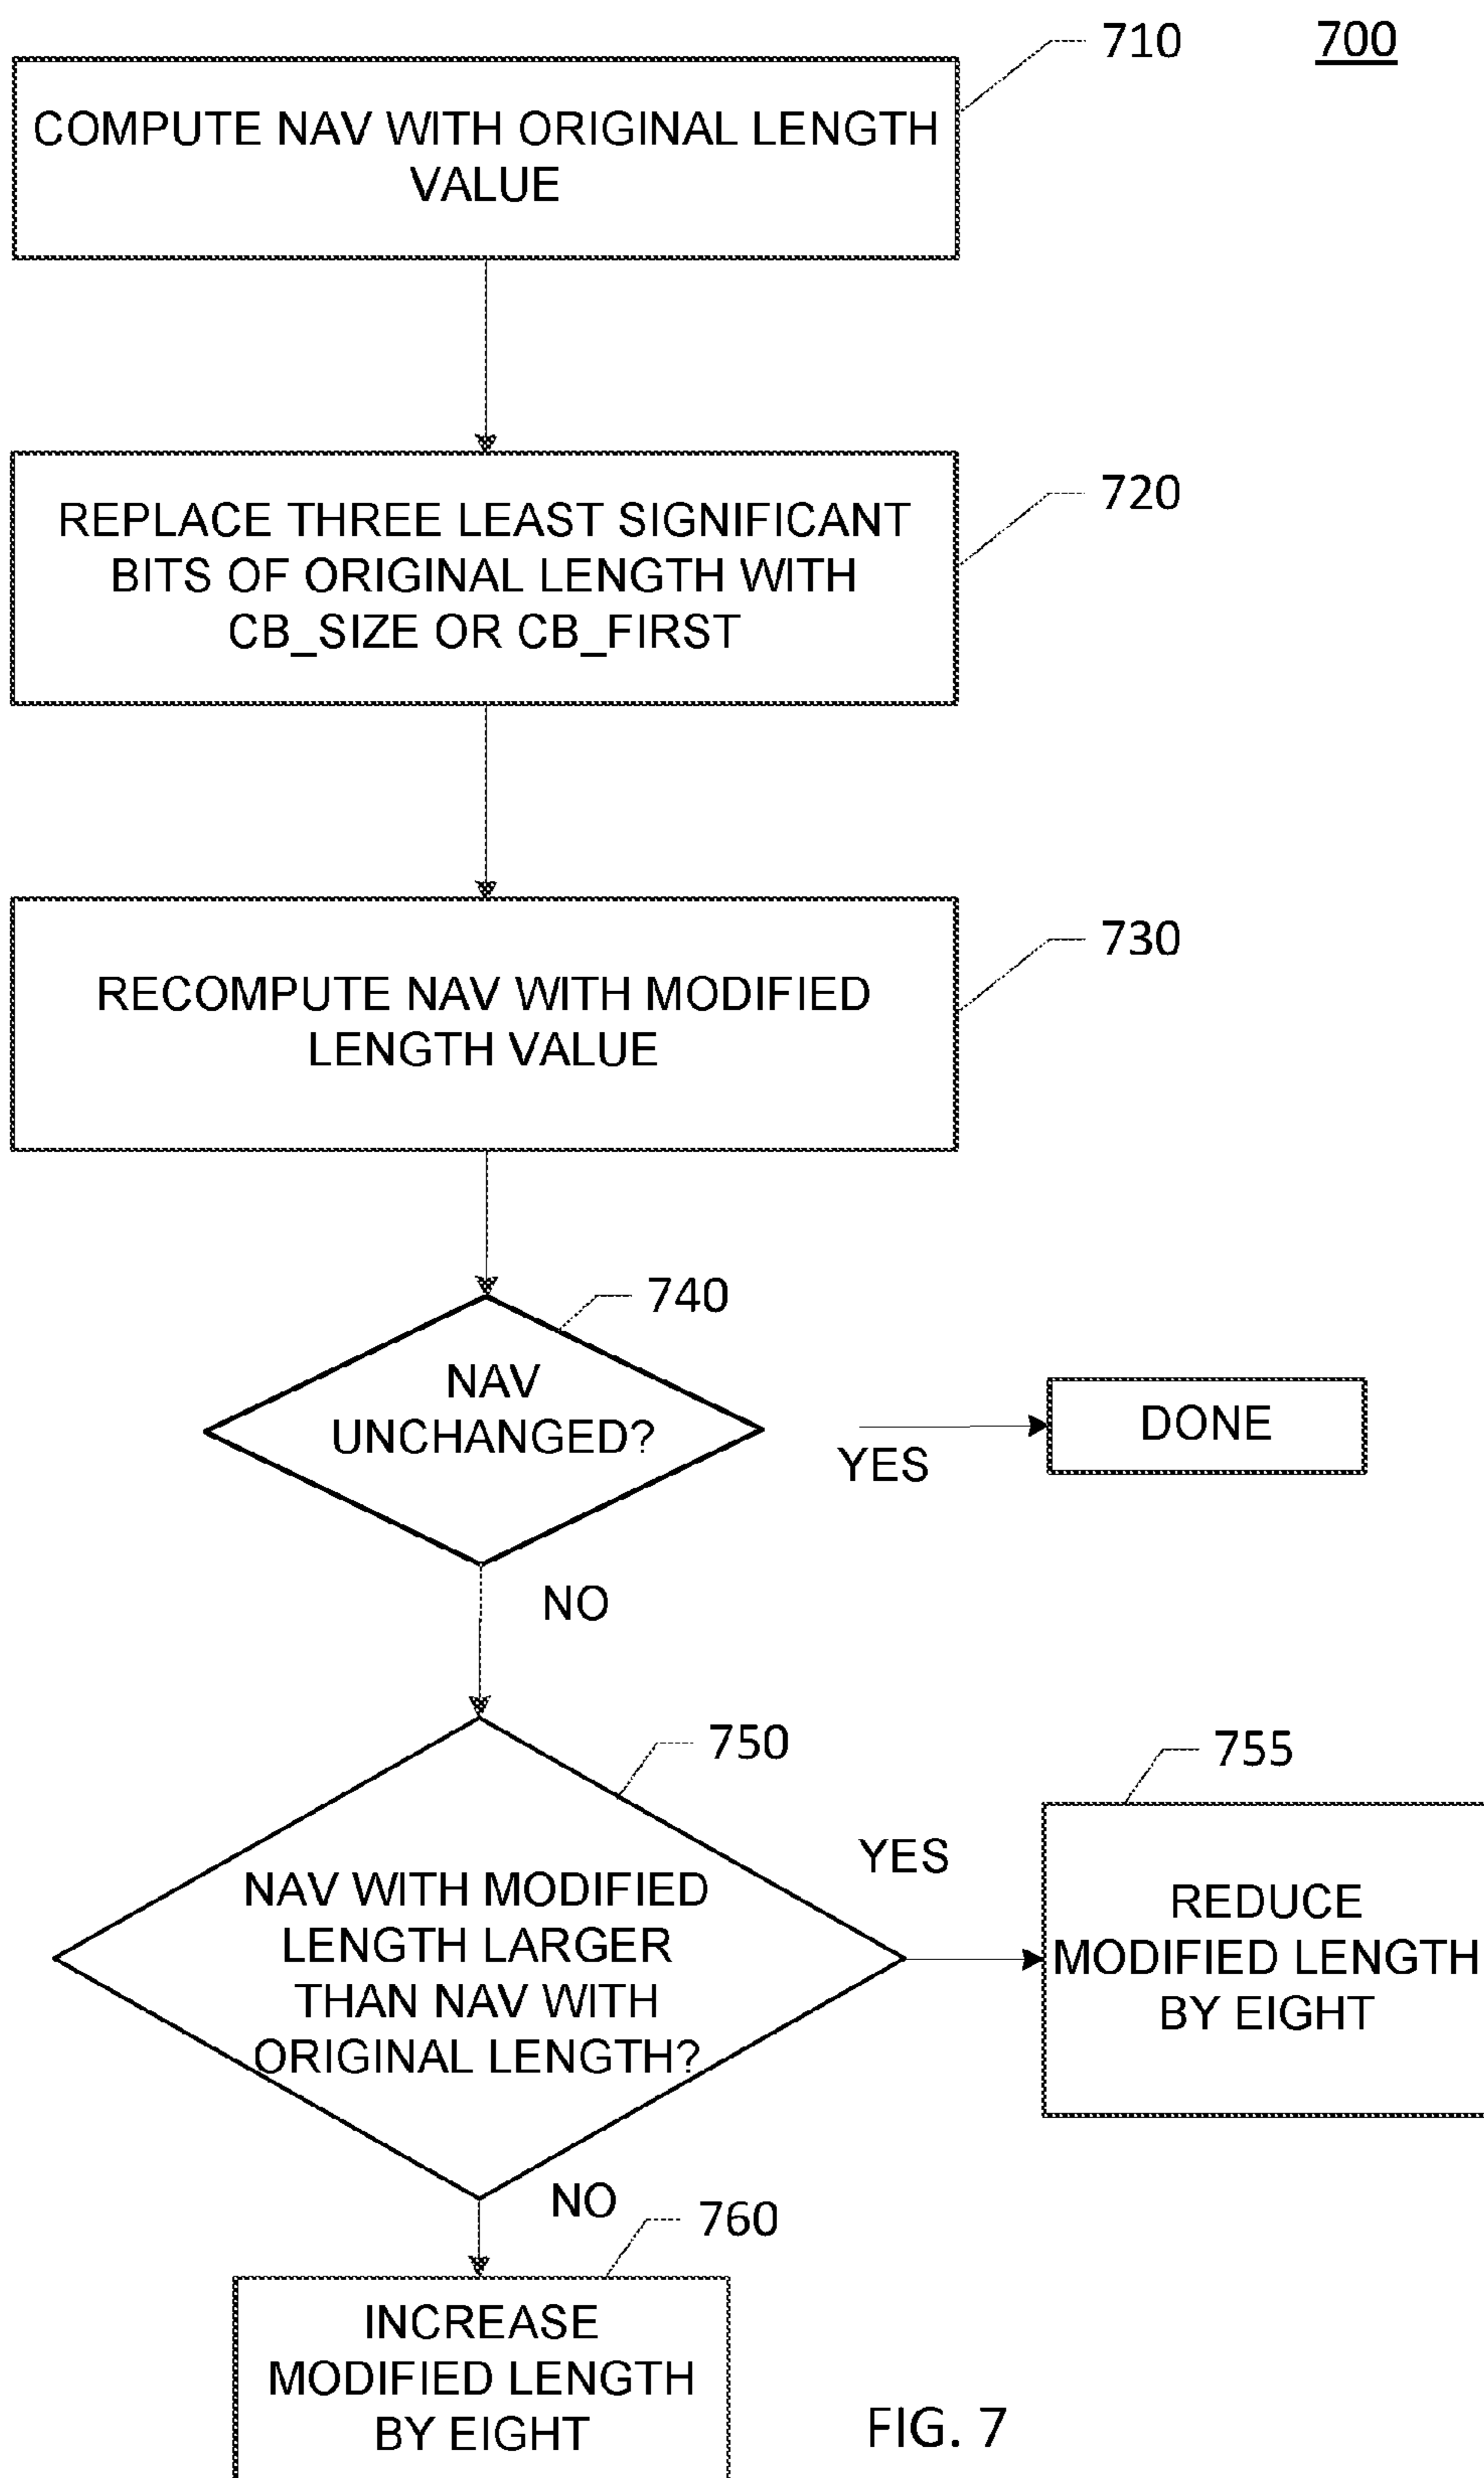 710
700
COMPUTE NAV WITH ORIGINAL LENGTH
VALUE
720
REPLACE THREE LEAST SIGNIFICANT
BITS OF ORIGINAL LENGTH WITH
CB_SIZE OR CB_FIRST
730
RECOMPUTE NAV WITH MODIFIED
LENGTH VALUE
740
NAV
UNCHANGED?
YES
DONE
NO
750
755
NAV WITH MODIFIED
LENGTH LARGER
THAN NAV WITH
ORIGINAL LENGTH?
YES
REDUCE
MODIFIED LENGTH
BY EIGHT
NO
760
INCREASE
MODIFIED LENGTH
BY EIGHT
FIG. 7